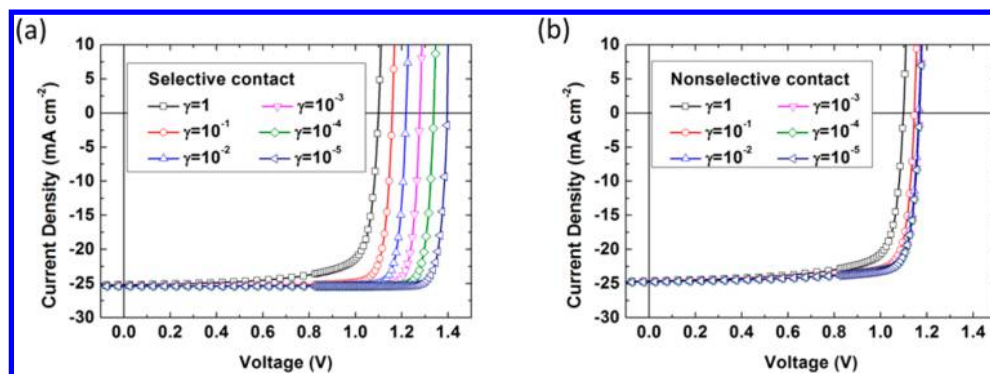 (a)
10
5
0
-5
-10
-15
-20
-25
-30
Current Density (mA cm⁻²)
Selective contact
γ=1
γ=10⁻³
γ=10⁻¹
γ=10⁻⁴
γ=10⁻²
γ=10⁻⁵
0.0 0.2 0.4 0.6 0.8 1.0 1.2 1.4
Voltage (V)
(b)
10
5
0
-5
-10
-15
-20
-25
-30
Current Density (mA cm⁻²)
Nonselective contact
γ=1
γ=10⁻³
γ=10⁻¹
γ=10⁻⁴
γ=10⁻²
γ=10⁻⁵
0.0 0.2 0.4 0.6 0.8 1.0 1.2 1.4
Voltage (V)